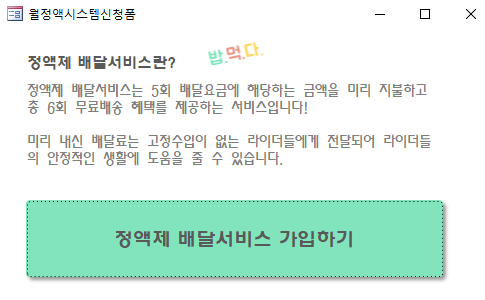 월정액시스템신청폼
정액제 배달서비스란?
밥.먹.다.
정액제 배달서비스는 5회 배달요금에 해당하는 금액을 미리 지불하고
총 6회 무료배송 혜택를 제공하는 서비스입니다!
미리 내신 배달료는 고정수입이 없는 라이더들에게 전달되어 라이더들
의 안정적인 생활에 도움을 줄 수 있습니다.
정액제 배달서비스 가입하기